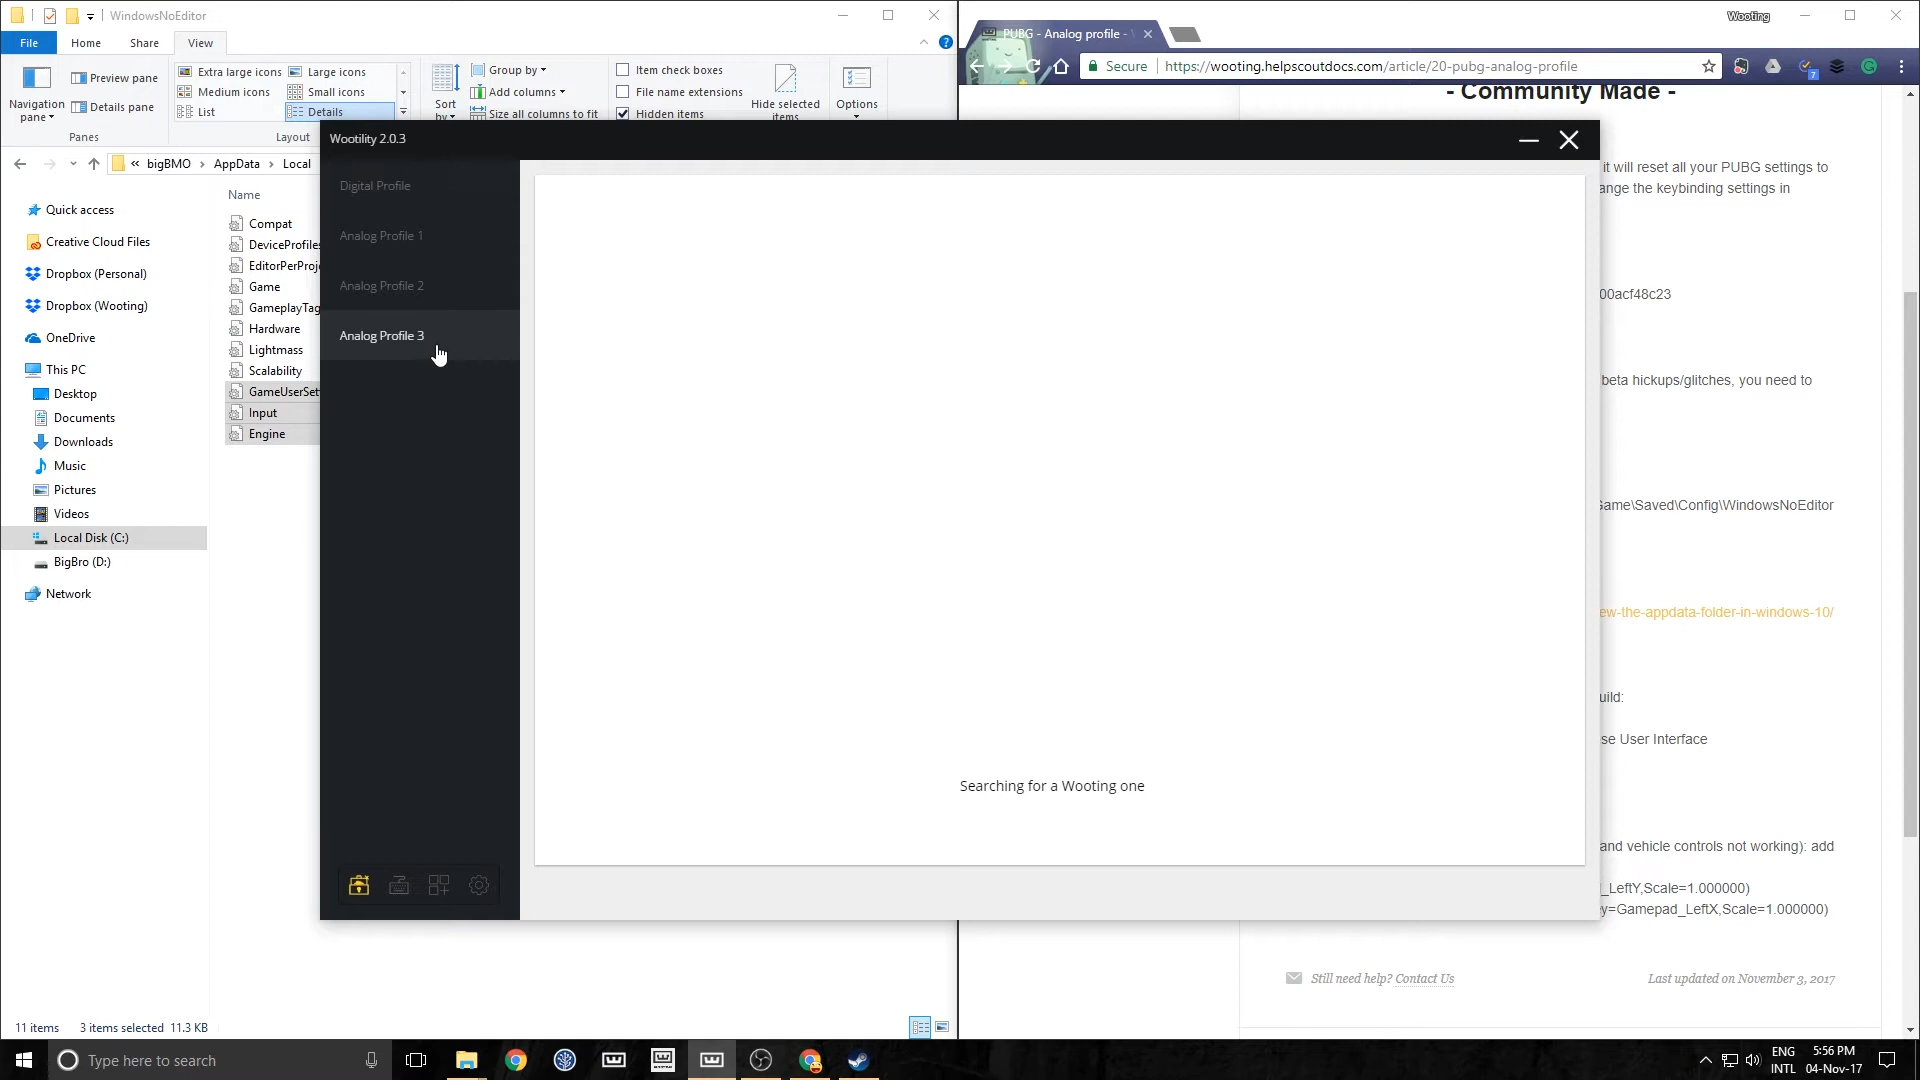 WindowsNoEditor
File
Home
Share
View
Navigation pane
Preview pane
Details pane
Panes
Extra large icons
Large icons
Medium icons
Small icons
List
Details
Layout
Sort by
Group by
Add columns
Size all columns to fit
Item check boxes
File name extensions
Hidden items
Hide selected items
Options
« bigBMO > AppData > Local
Quick access
Creative Cloud Files
Dropbox (Personal)
Dropbox (Wooting)
OneDrive
This PC
Desktop
Documents
Downloads
Music
Pictures
Videos
Local Disk (C:)
BigBro (D:)
Network
Name
Compat
DeviceProfiles
EditorPerProj
Game
GameplayTag
Hardware
Lightmass
Scalability
GameUserSett
Input
Engine
11 items
3 items selected 11.3 KB
Wootility 2.0.3
Digital Profile
Analog Profile 1
Analog Profile 2
Analog Profile 3
Searching for a Wooting one
Wooting
PUBG - Analog profile -
Secure
https://wooting.helpscoutdocs.com/article/20-pubg-analog-profile
7
- Community Made -
it will reset all your PUBG settings to
ange the keybinding settings in
00acf48c23
beta hickups/glitches, you need to
Game\Saved\Config\WindowsNoEditor
ew-the-appdata-folder-in-windows-10/
uild:
se User Interface
and vehicle controls not working): add
_LeftY,Scale=1.000000)
y=Gamepad_LeftX,Scale=1.000000)
Still need help? Contact Us
Last updated on November 3, 2017
Type here to search
ENG
INTL
5:56 PM
04-Nov-17